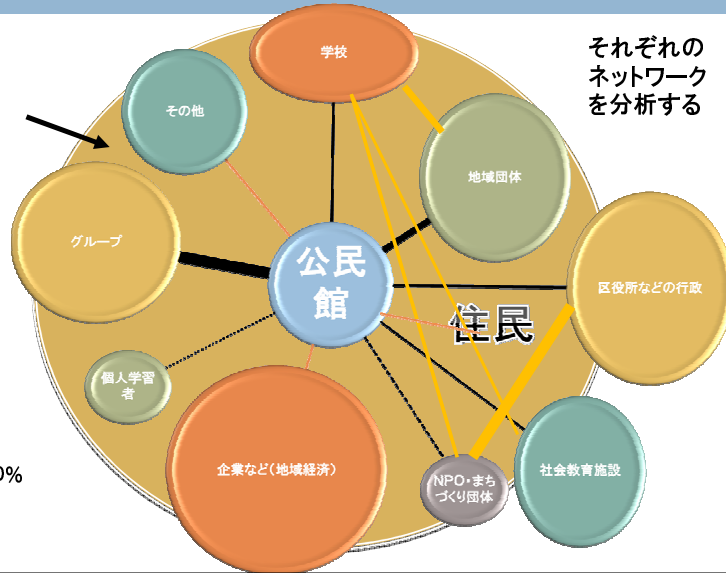 それぞれの
ネットワーク
を分析する
学校
その他
地域団体
グループ
公民
館
区役所などの行政
住民
個人学習
者
企業など(地域経済)
NPO・まち
づくり団体
社会教育施設
0%